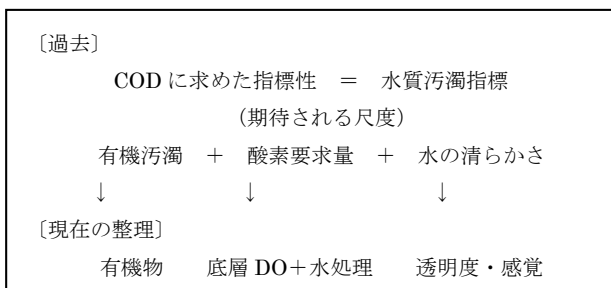 〔過去〕
COD に求めた指標性 ＝ 水質汚濁指標
（期待される尺度）
有機汚濁 ＋ 酸素要求量 ＋ 水の清らかさ
↓ ↓ ↓
〔現在の整理〕
有機物 底層 DO＋水処理 透明度・感覚